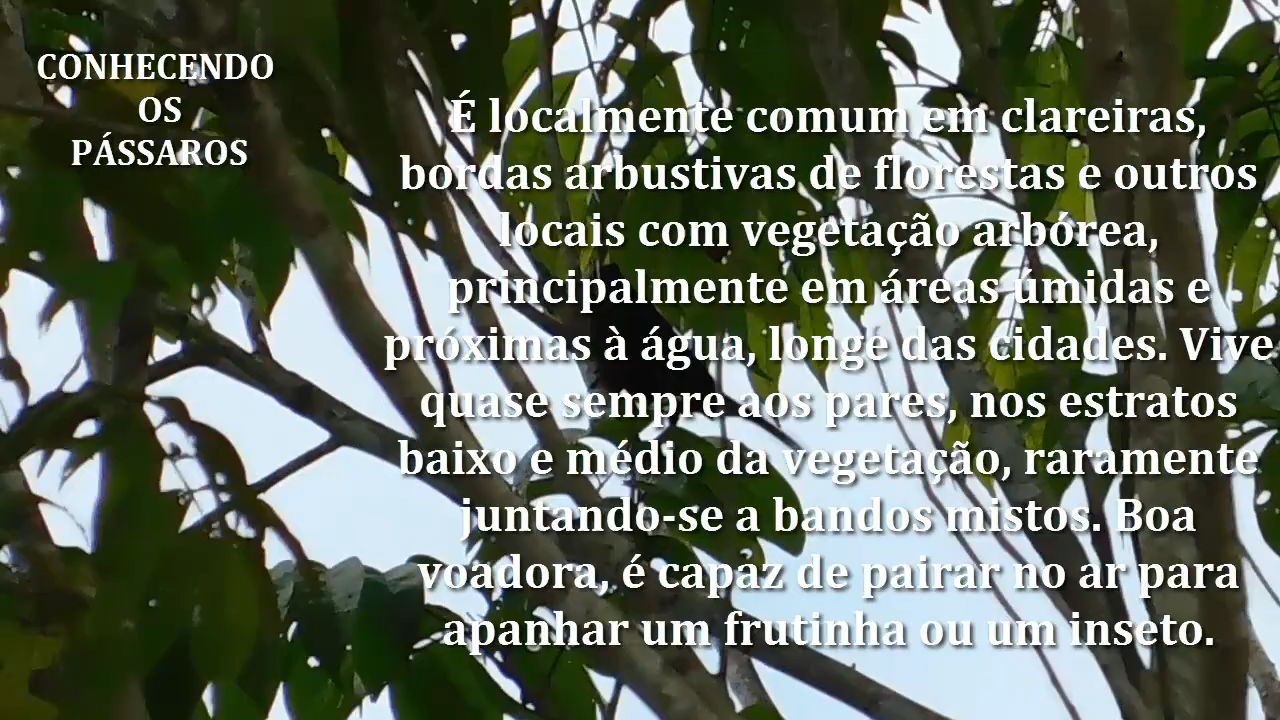 CONHECENDO
OS
PÁSSAROS
É localmente comum em clareiras,
bordas arbustivas de florestas e outros
locais com vegetação arbórea,
principalmente em áreas úmidas e
próximas à água, longe das cidades. Vive
quase sempre aos pares, nos estratos
baixo e médio da vegetação, raramente
juntando-se a bandos mistos. Boa
voadora, é capaz de pairar no ar para
apanhar um frutinha ou um inseto.